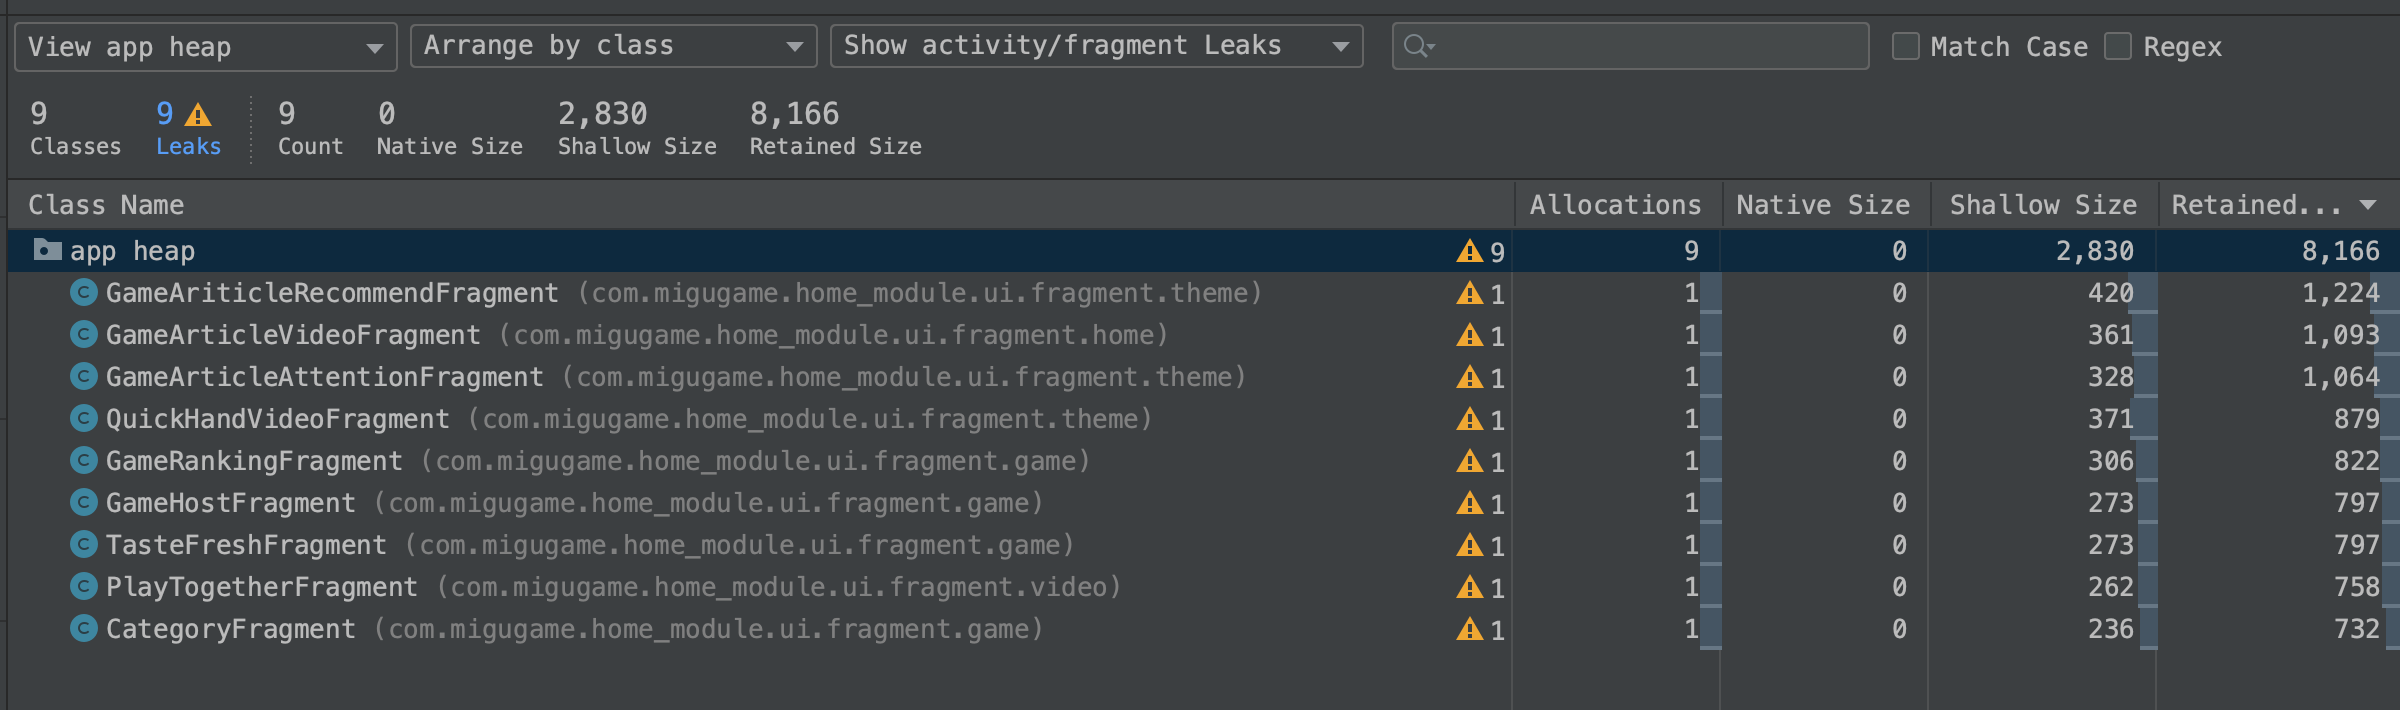 View app heap Arrange by class Show activity/fragment Leaks Match Case Regex
9 9 9 0 2,830 8,166
Classes Leaks Count Native Size Shallow Size Retained Size
Class Name Allocations Native Size Shallow Size Retained...
app heap 9 9 0 2,830 8,166
GameAriticleRecommendFragment (com.migugame.home_module.ui.fragment.theme) 1 1 0 420 1,224
GameArticleVideoFragment (com.migugame.home_module.ui.fragment.home) 1 1 0 361 1,093
GameArticleAttentionFragment (com.migugame.home_module.ui.fragment.theme) 1 1 0 328 1,064
QuickHandVideoFragment (com.migugame.home_module.ui.fragment.theme) 1 1 0 371 879
GameRankingFragment (com.migugame.home_module.ui.fragment.game) 1 1 0 306 822
GameHostFragment (com.migugame.home_module.ui.fragment.game) 1 1 0 273 797
TasteFreshFragment (com.migugame.home_module.ui.fragment.game) 1 1 0 273 797
PlayTogetherFragment (com.migugame.home_module.ui.fragment.video) 1 1 0 262 758
CategoryFragment (com.migugame.home_module.ui.fragment.game) 1 1 0 236 732